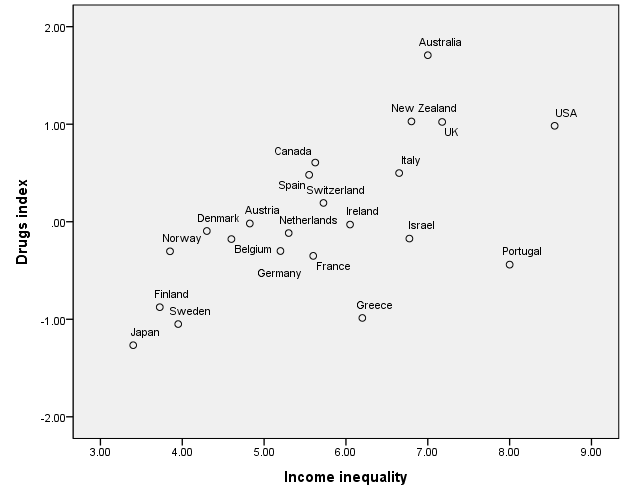 2.00
Australia
New Zealand
USA
1.00
UK
Canada
Italy
Spain
Switzerland
Denmark
Austria
Netherlands
Ireland
.00
Israel
Norway
Belgium
Portugal
Germany
France
Finland
Greece
Sweden
-1.00
Japan
-2.00
3.00 4.00 5.00 6.00 7.00 8.00 9.00
Drugs index
Income inequality